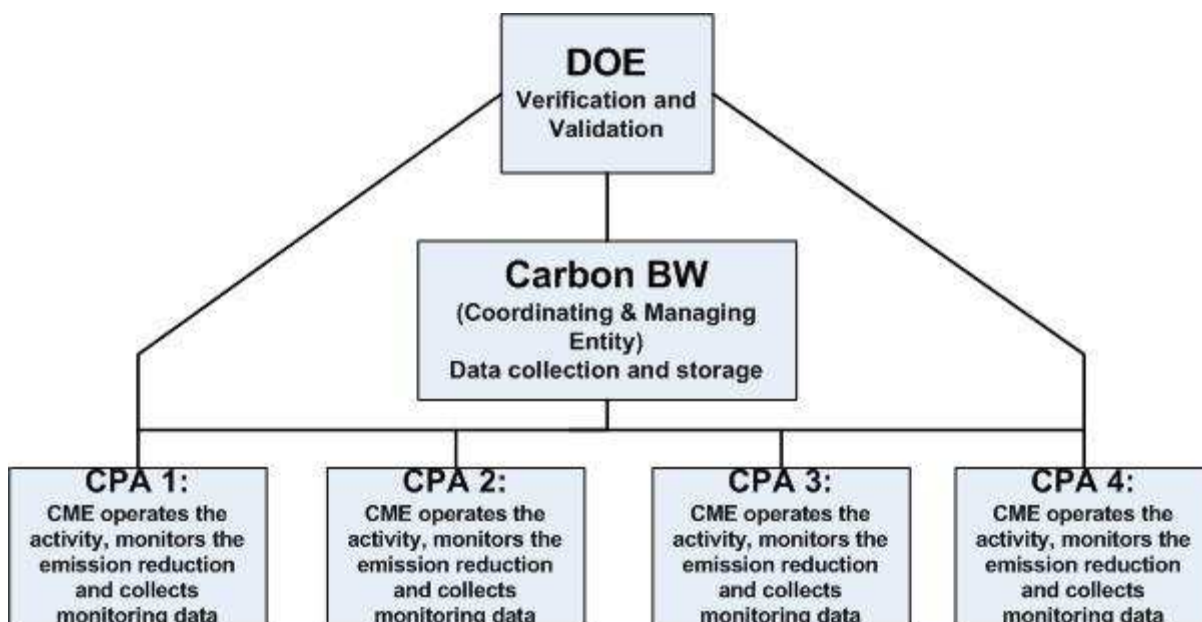 DOE
Verification and
Validation
Carbon BW
(Coordinating & Managing
Entity)
Data collection and storage
CPA 1:
CME operates the
activity, monitors the
emission reduction
and collects
monitoring data
CPA 2:
CME operates the
activity, monitors the
emission reduction
and collects
monitoring data
CPA 3:
CME operates the
activity, monitors the
emission reduction
and collects
monitoring data
CPA 4:
CME operates the
activity, monitors the
emission reduction
and collects
monitoring data